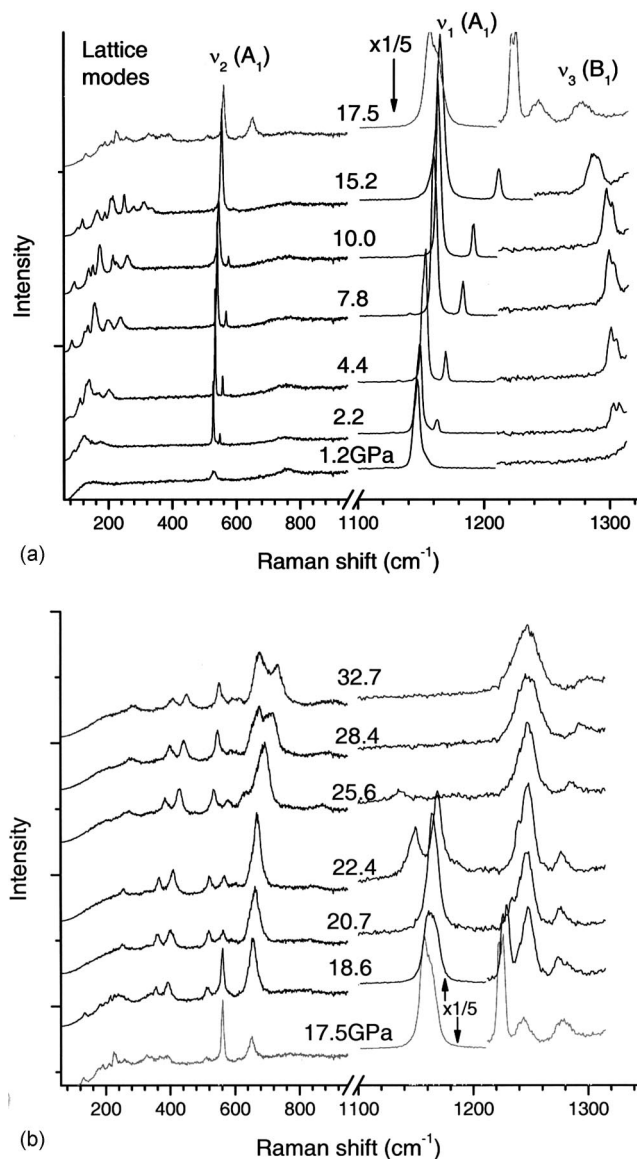 Lattice
modes
ν2 (A1)
x1/5
ν1 (A1)
ν3 (B1)
17.5
15.2
10.0
7.8
4.4
2.2
1.2GPa
Intensity
200 400 600 800 1100 1200 1300
Raman shift (cm-1)
(a)
32.7
28.4
25.6
22.4
20.7
18.6
x1/5
17.5GPa
Intensity
200 400 600 800 1100 1200 1300
Raman shift (cm-1)
(b)